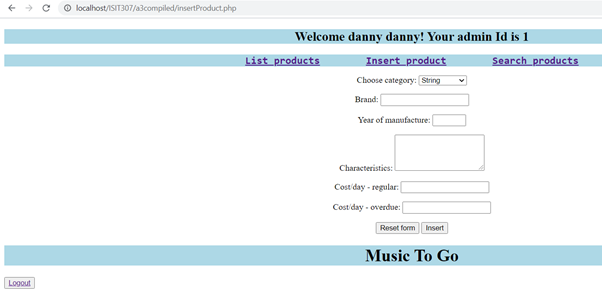 localhost/ISIT307/a3compiled/insertProduct.php
Welcome danny danny! Your admin Id is 1
List products Insert product Search products
Choose category: String
Brand:
Year of manufacture:
Characteristics:
Cost/day - regular:
Cost/day - overdue:
Reset form Insert
Music To Go
Logout